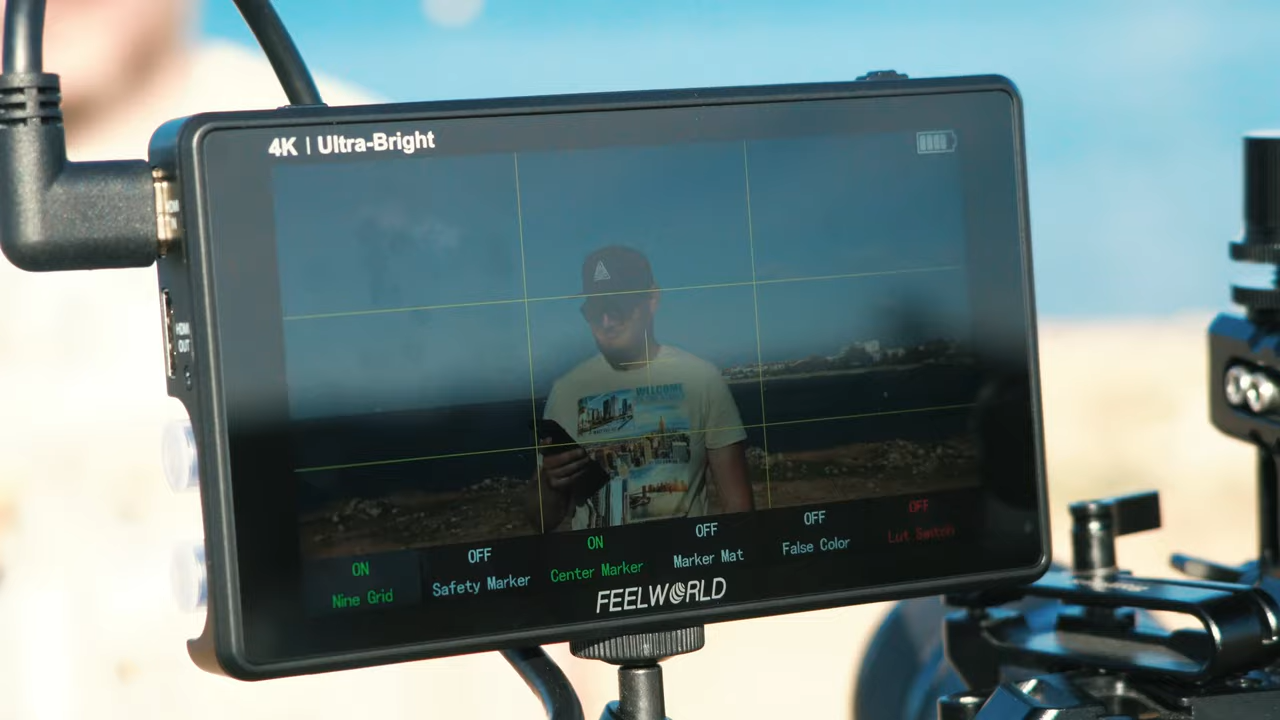 4K | Ultra-Bright
HDMI
IN
HDMI
OUT
WELCOME
ON
Nine Grid
OFF
Safety Marker
ON
Center Marker
OFF
Marker Mat
OFF
False Color
OFF
Lut Switch
FEELWORLD